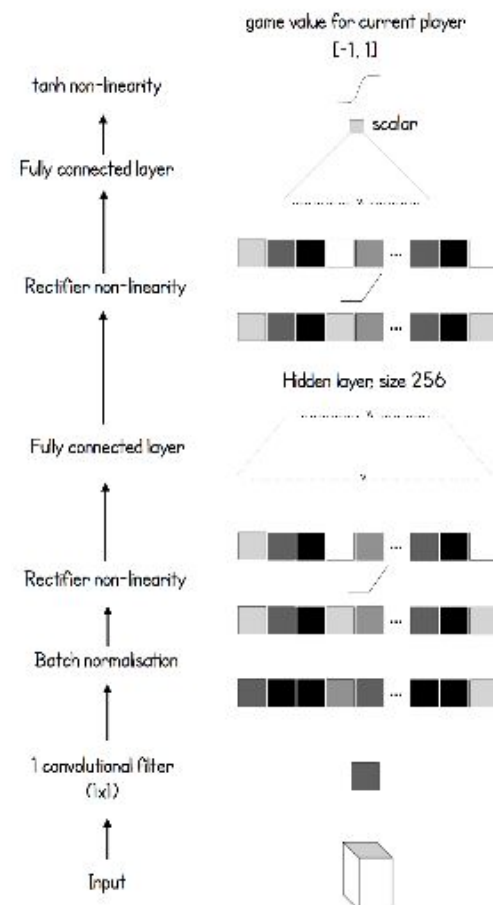 game value for current player
[-1, 1]
tanh non-linearity
scalar
Fully connected layer
...
Rectifier non-linearity
...
Hidden layer, size 256
Fully connected layer
...
Rectifier non-linearity
...
Batch normalisation
...
1 convolutional filter
(1x1)
Input